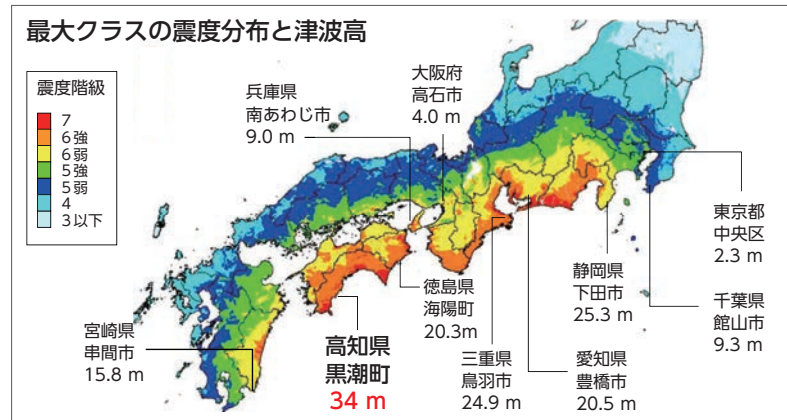 最大クラスの震度分布と津波高
震度階級
7
6強
6弱
5強
5弱
4
3以下
兵庫県
南あわじ市
9.0 m
大阪府
高石市
4.0 m
東京都
中央区
2.3 m
静岡県
下田市
25.3 m
千葉県
館山市
9.3 m
徳島県
海陽町
20.3m
宮崎県
串間市
15.8 m
高知県
黒潮町
34 m
三重県
鳥羽市
24.9 m
愛知県
豊橋市
20.5 m